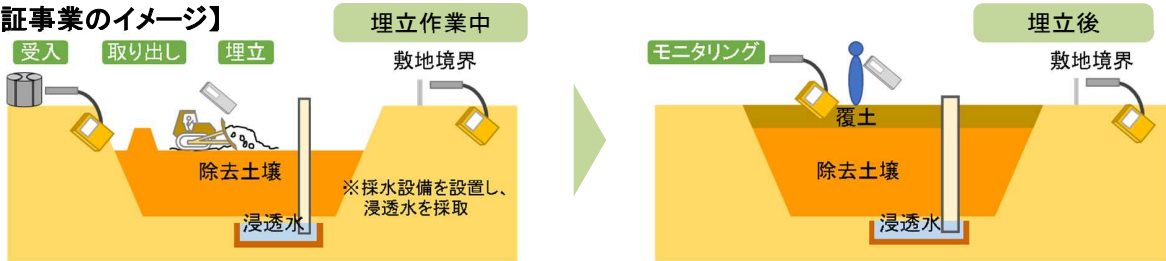 証事業のイメージ】
埋立作業中
受入
取り出し
埋立
敷地境界
除去土壌
※採水設備を設置し、
浸透水を採取
浸透水
埋立後
モニタリング
敷地境界
覆土
除去土壌
浸透水